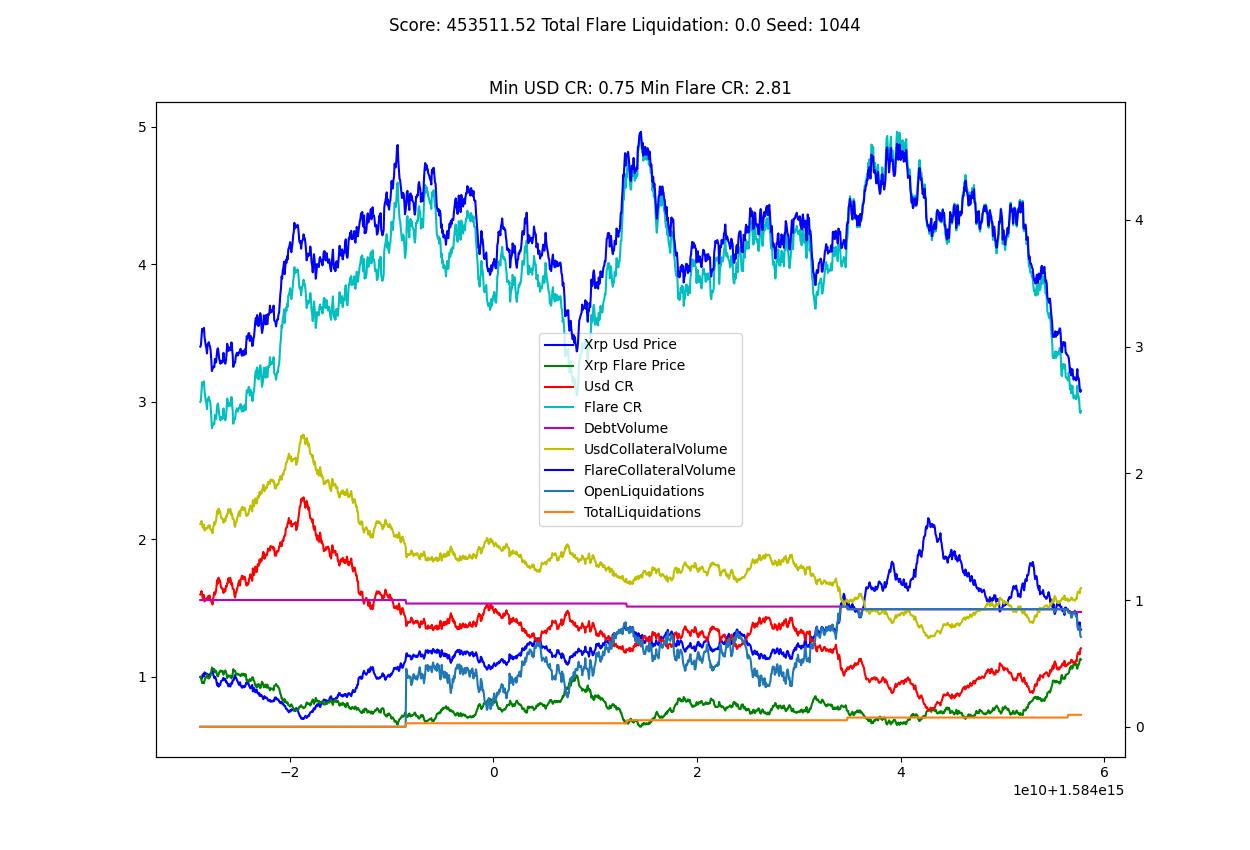 Score: 453511.52 Total Flare Liquidation: 0.0 Seed: 1044
Min USD CR: 0.75 Min Flare CR: 2.81
5
4
3
2
1
4
3
2
1
0
Xrp Usd Price
Xrp Flare Price
Usd CR
Flare CR
DebtVolume
UsdCollateralVolume
FlareCollateralVolume
OpenLiquidations
TotalLiquidations
−2 0 2 4 6
1e10+1.584e15